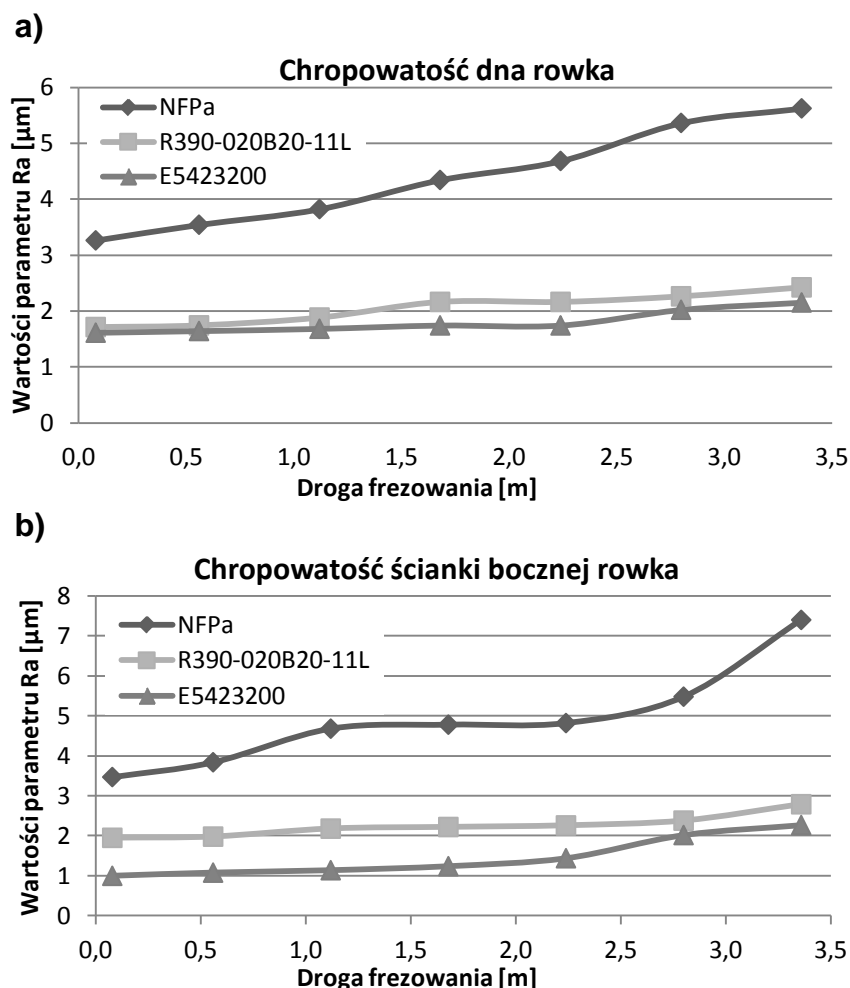 a)
Chropowatość dna rowka
Wartości parametru Ra [µm]
6
5
4
3
2
1
0
NFPa
R390-020B20-11L
E5423200
0,0 0,5 1,0 1,5 2,0 2,5 3,0 3,5
Droga frezowania [m]
b)
Chropowatość ścianki bocznej rowka
Wartości parametru Ra [µm]
8
7
6
5
4
3
2
1
0
NFPa
R390-020B20-11L
E5423200
0,0 0,5 1,0 1,5 2,0 2,5 3,0 3,5
Droga frezowania [m]